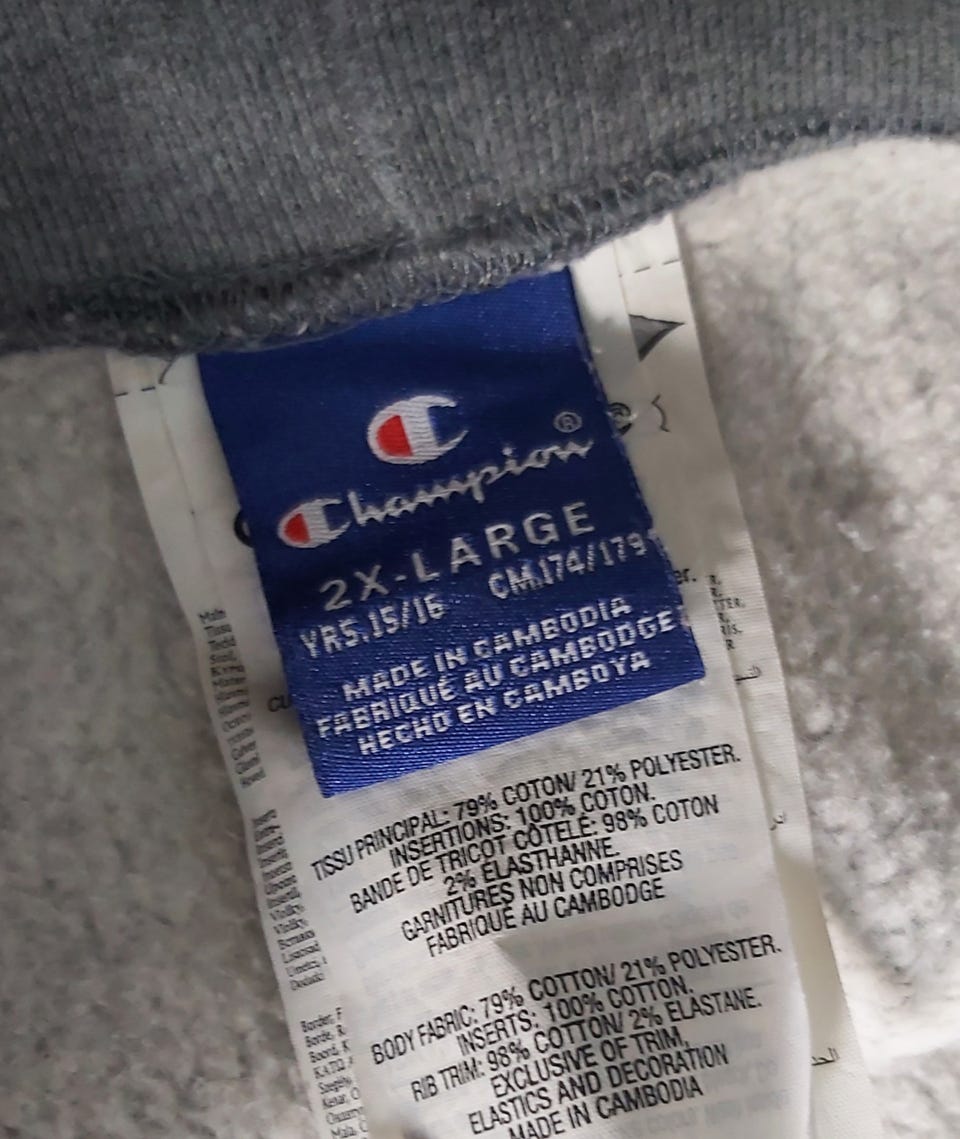 Champion®
2X-LARGE
YRS.15/16 CM.174/179
MADE IN CAMBODIA
FABRIQUÉ AU CAMBODGE
HECHO EN CAMBOYA
TISSU PRINCIPAL: 79% COTON/ 21% POLYESTER.
INSERTIONS: 100% COTON.
BANDE DE TRICOT CÔTELÉ: 98% COTON
2% ÉLASTHANNE.
GARNITURES NON COMPRISES
FABRIQUÉ AU CAMBODGE
BODY FABRIC: 79% COTTON/ 21% POLYESTER.
INSERTS: 100% COTTON.
RIB TRIM: 98% COTTON/ 2% ELASTANE.
EXCLUSIVE OF TRIM,
ELASTICS AND DECORATION
MADE IN CAMBODIA